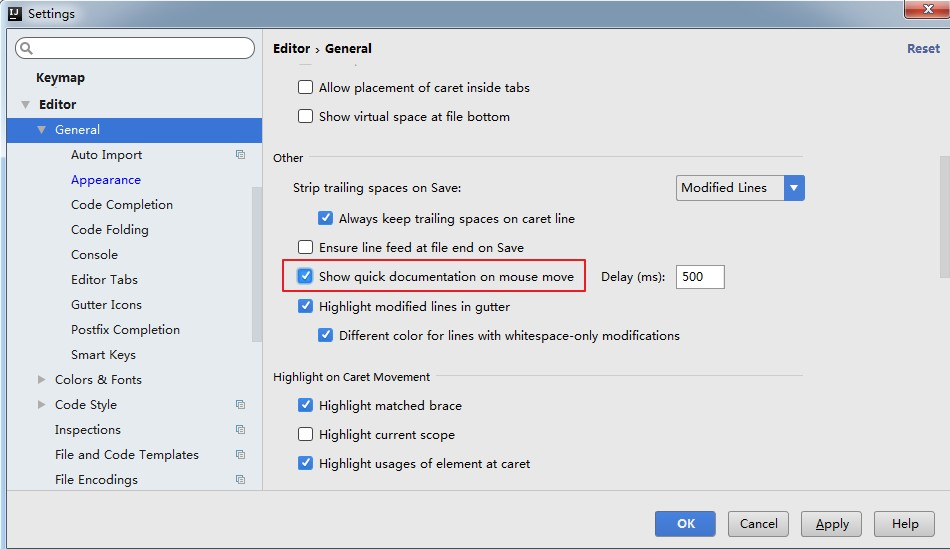 IJ Settings
Editor › General
Reset
Keymap
Editor
General
Auto Import
Appearance
Code Completion
Code Folding
Console
Editor Tabs
Gutter Icons
Postfix Completion
Smart Keys
Colors & Fonts
Code Style
Inspections
File and Code Templates
File Encodings
Allow placement of caret inside tabs
Show virtual space at file bottom
Other
Strip trailing spaces on Save: Modified Lines
Always keep trailing spaces on caret line
Ensure line feed at file end on Save
Show quick documentation on mouse move Delay (ms): 500
Highlight modified lines in gutter
Different color for lines with whitespace-only modifications
Highlight on Caret Movement
Highlight matched brace
Highlight current scope
Highlight usages of element at caret
OK Cancel Apply Help